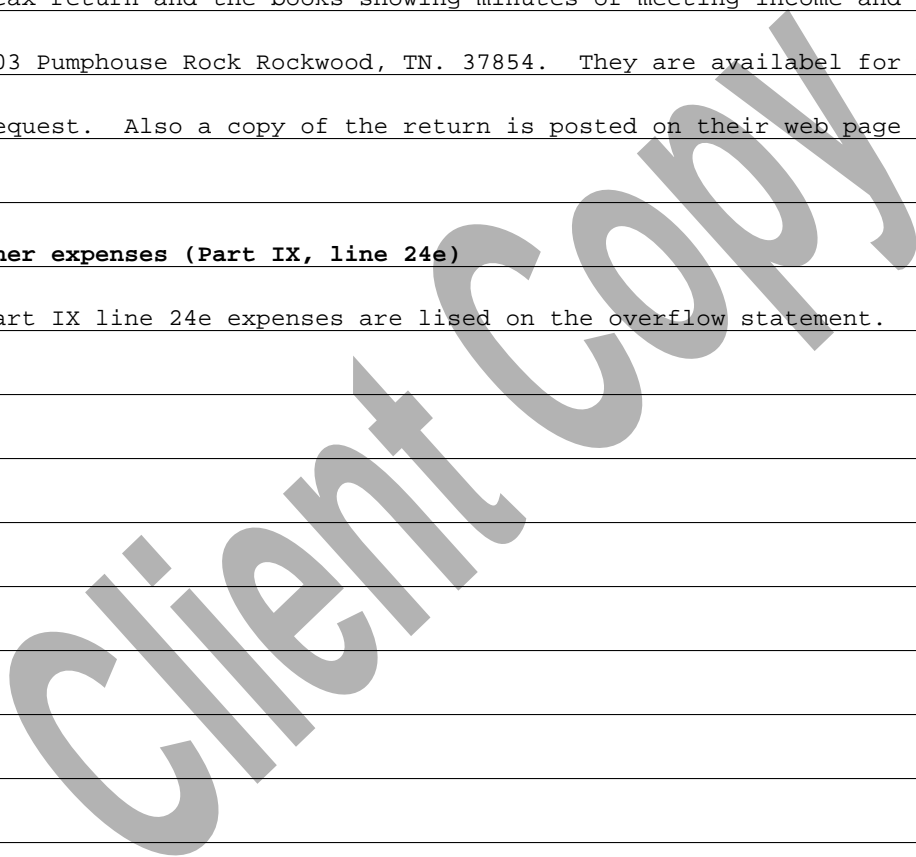 tax return and the books showing minutes of meeting income and
03 Pumphouse Rock Rockwood, TN. 37854. They are availabel for
equest. Also a copy of the return is posted on their web page
her expenses (Part IX, line 24e)
art IX line 24e expenses are lised on the overflow statement.
Client Copy